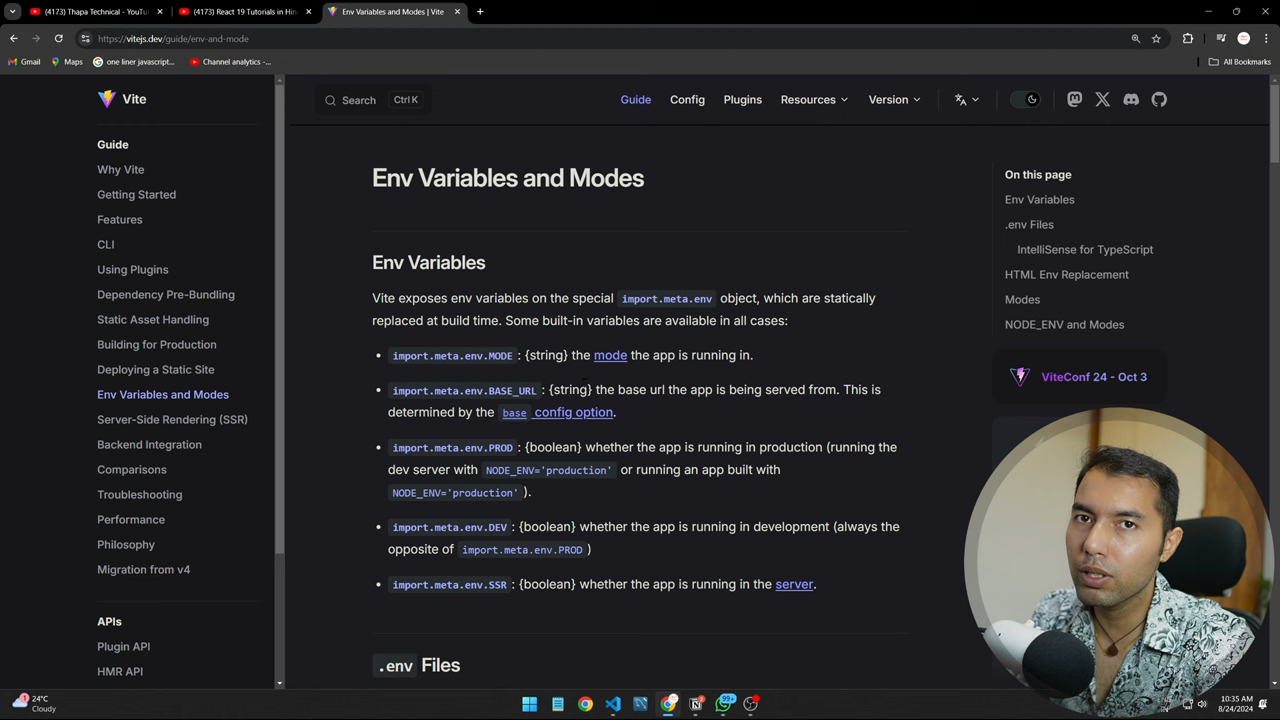 (4173) Thapa Technical - YouTu
(4173) React 19 Tutorials in Hin
Env Variables and Modes | Vite
https://vitejs.dev/guide/env-and-mode
Gmail
Maps
one liner javascript...
Channel analytics -...
All Bookmarks
Vite
Search
Ctrl K
Guide
Config
Plugins
Resources
Version
Guide
Why Vite
Getting Started
Features
CLI
Using Plugins
Dependency Pre-Bundling
Static Asset Handling
Building for Production
Deploying a Static Site
Env Variables and Modes
Server-Side Rendering (SSR)
Backend Integration
Comparisons
Troubleshooting
Performance
Philosophy
Migration from v4
APIs
Plugin API
HMR API
Env Variables and Modes
Env Variables
Vite exposes env variables on the special import.meta.env object, which are statically
replaced at build time. Some built-in variables are available in all cases:
• import.meta.env.MODE : {string} the mode the app is running in.
• import.meta.env.BASE_URL : {string} the base url the app is being served from. This is
determined by the base config option.
• import.meta.env.PROD : {boolean} whether the app is running in production (running the
dev server with NODE_ENV='production' or running an app built with
NODE_ENV='production' ).
• import.meta.env.DEV : {boolean} whether the app is running in development (always the
opposite of import.meta.env.PROD )
• import.meta.env.SSR : {boolean} whether the app is running in the server.
.env Files
On this page
Env Variables
.env Files
IntelliSense for TypeScript
HTML Env Replacement
Modes
NODE_ENV and Modes
ViteConf 24 - Oct 3
24°C
Cloudy
99+
10:35 AM
8/24/2024